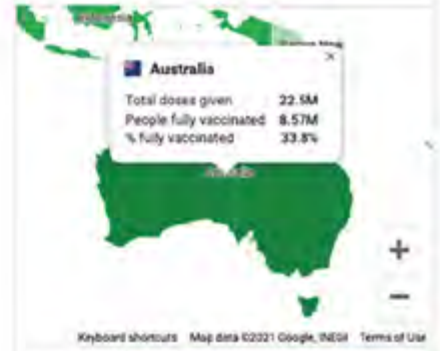 Australia
Total doses given 22.5M
People fully vaccinated 8.57M
% fully vaccinated 33.8%
Keyboard shortcuts Map data ©2021 Google, INEGI Terms of Use